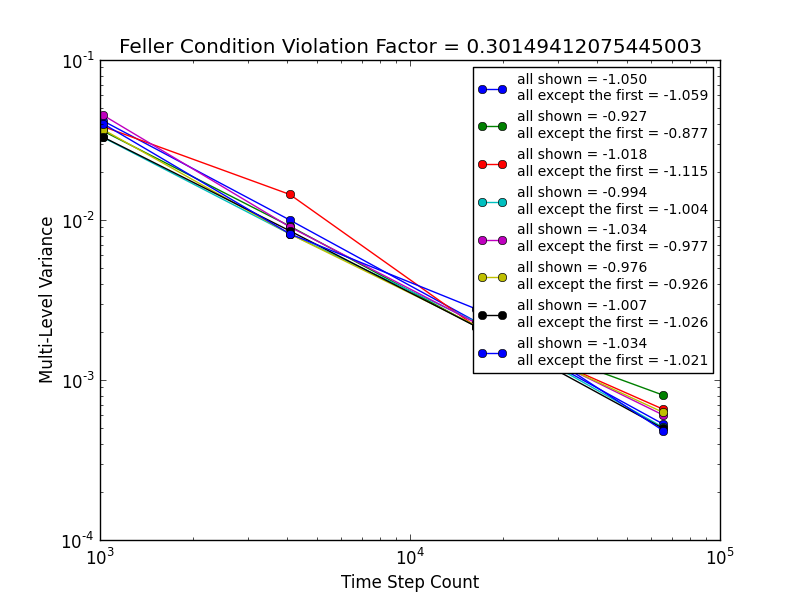 Feller Condition Violation Factor = 0.30149412075445003
10^-1
all shown = -1.050
all except the first = -1.059
all shown = -0.927
all except the first = -0.877
all shown = -1.018
all except the first = -1.115
all shown = -0.994
all except the first = -1.004
all shown = -1.034
all except the first = -0.977
all shown = -0.976
all except the first = -0.926
all shown = -1.007
all except the first = -1.026
all shown = -1.034
all except the first = -1.021
10^-2
10^-3
10^-4
Multi-Level Variance
10^3
10^4
10^5
Time Step Count